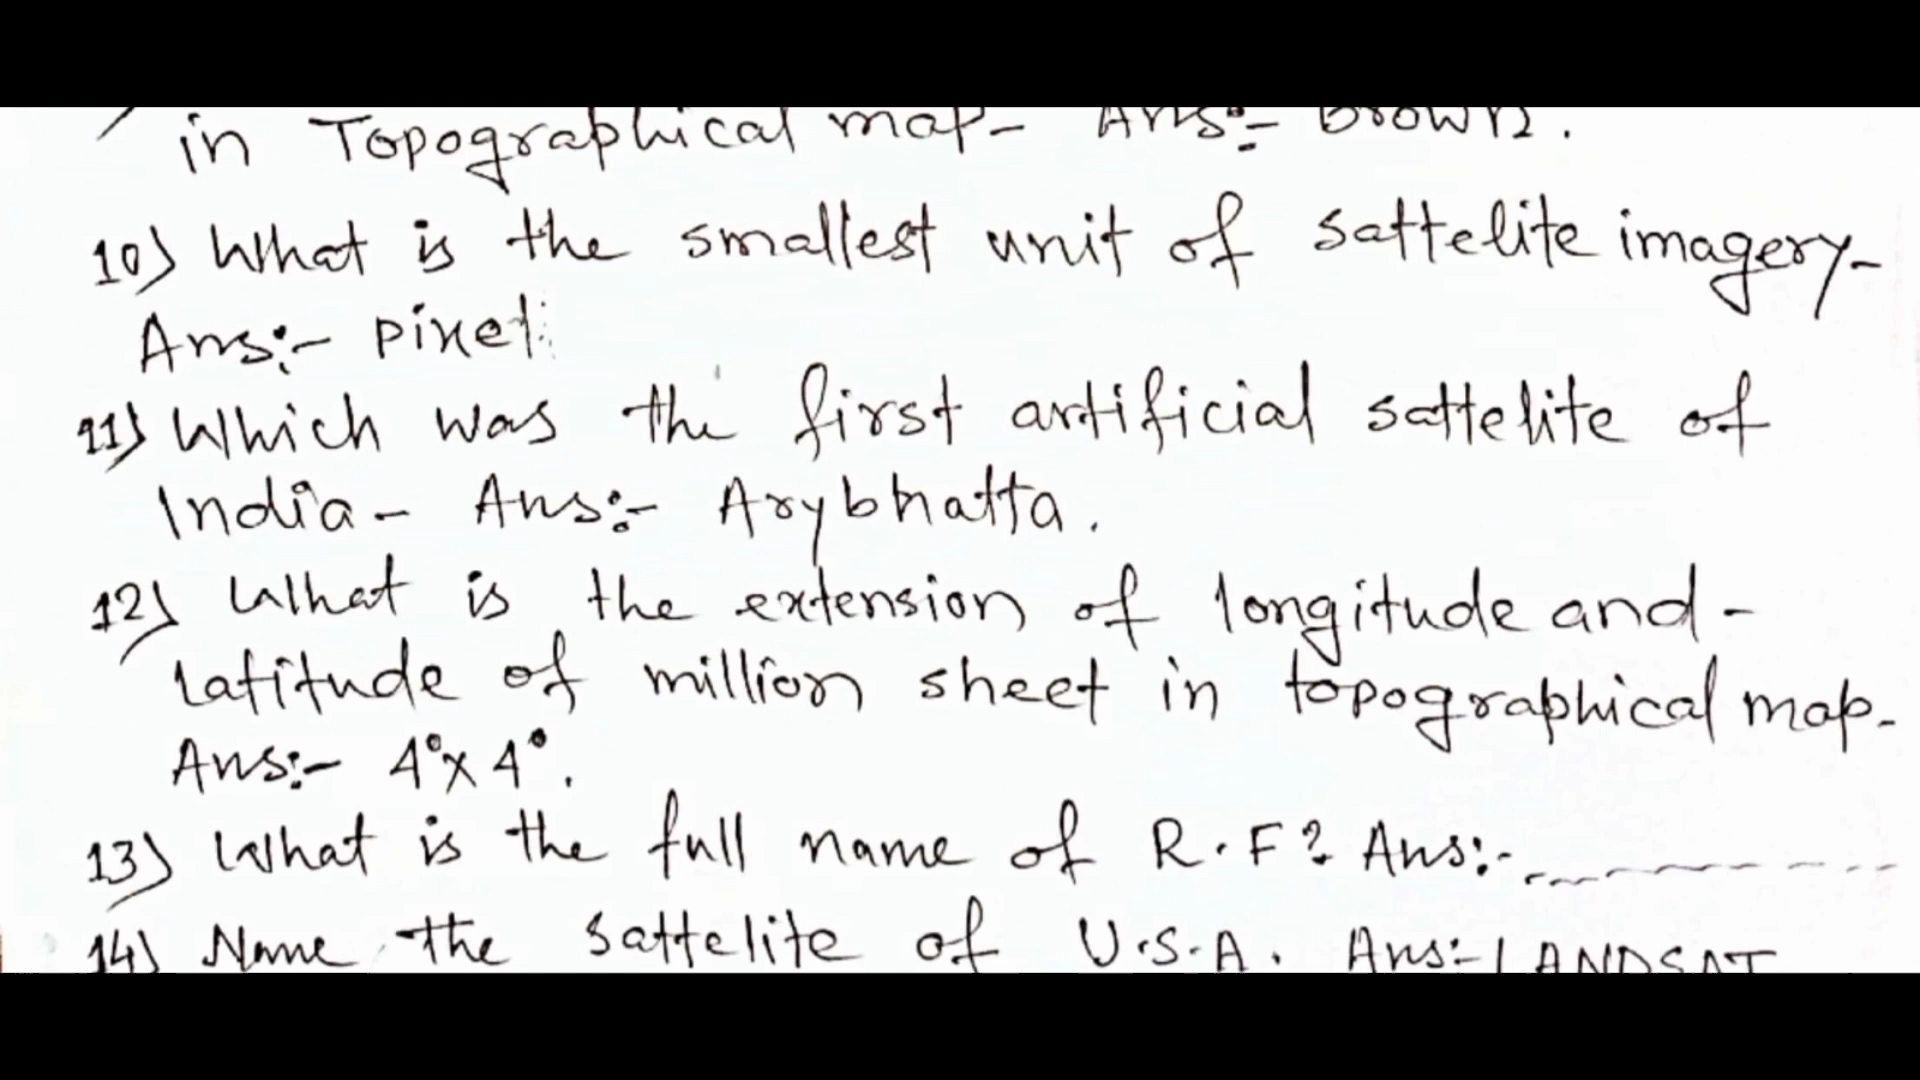 in Topographical map- Ans:- Brown.
10) What is the smallest unit of sattelite imagery-
Ans:- pixel
11) Which was the first artificial sattelite of
India- Ans:- Arybhatta.
12) What is the extension of longitude and-
latitude of million sheet in topographical map-
Ans:- 4°x4°.
13) What is the full name of R.F? Ans:- --------
14) Name the sattelite of U.S.A. Ans:- LANDSAT